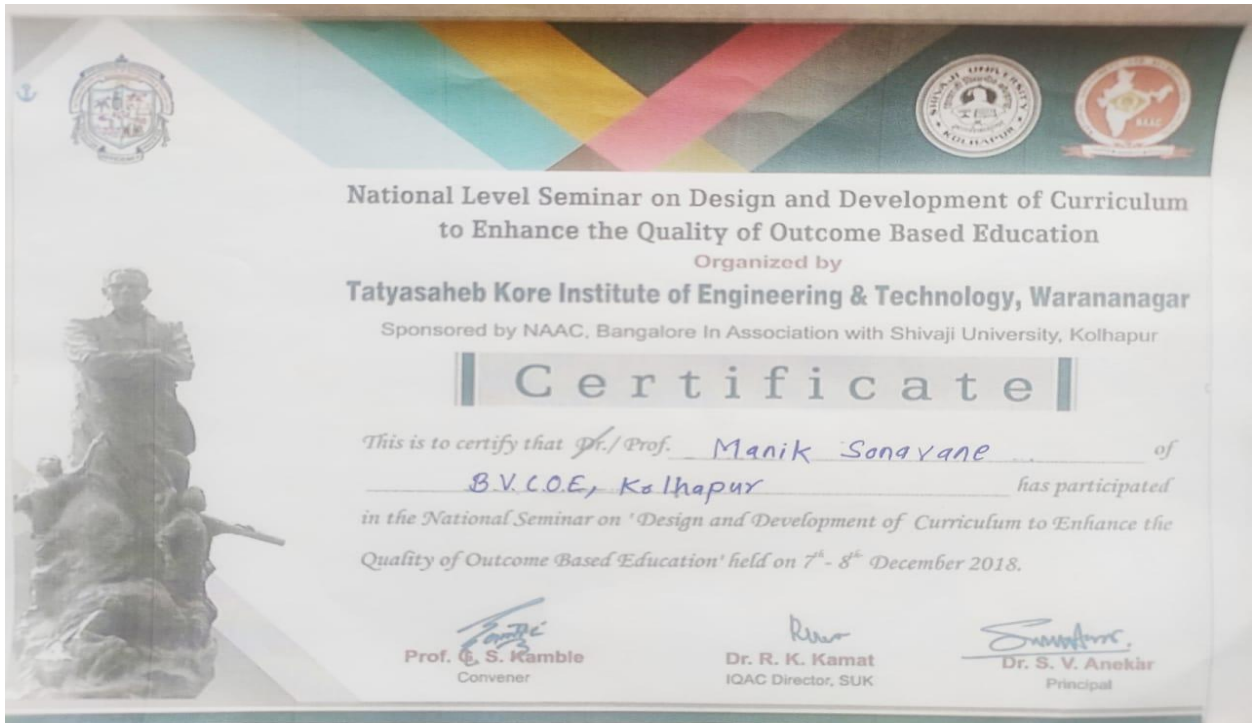 SHIVAJI UNIVERSITY
KOLHAPUR
NAAC
National Level Seminar on Design and Development of Curriculum
to Enhance the Quality of Outcome Based Education
Organized by
Tatyasaheb Kore Institute of Engineering & Technology, Warananagar
Sponsored by NAAC, Bangalore In Association with Shivaji University, Kolhapur
Certificate
This is to certify that Dr./Prof. Manik Sonavane of
B.V.C.O.E, Kolhapur has participated
in the National Seminar on 'Design and Development of Curriculum to Enhance the
Quality of Outcome Based Education' held on 7th - 8th December 2018.
Prof. G. S. Kamble Dr. R. K. Kamat Dr. S. V. Anekar
Convener IQAC Director, SUK Principal